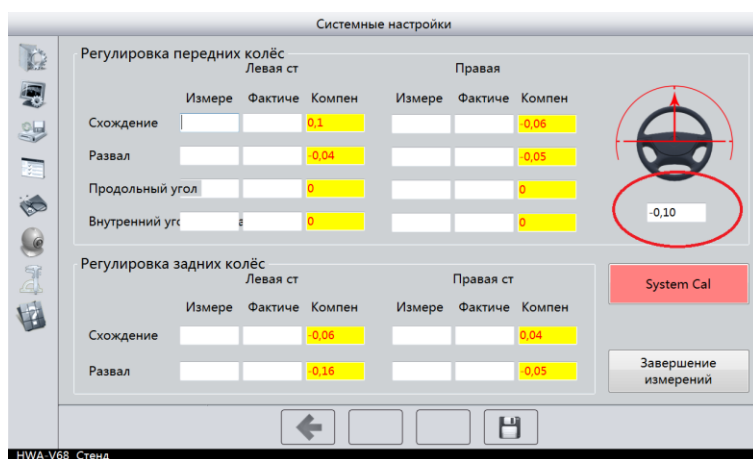 Системные настройки
Регулировка передних колёс
Левая ст Правая
Измере Фактиче Компен Измере Фактиче Компен
Схождение 0,1 -0,06
Развал -0,04 -0,05
Продольный угол 0 0
Внутренний уго 0 0
-0,10
Регулировка задних колёс
Левая ст Правая ст
Измере Фактиче Компен Измере Фактиче Компен
Схождение -0,06 0,04
Развал -0,16 -0,05
System Cal
Завершение
измерений
HWA-V68 Стенд